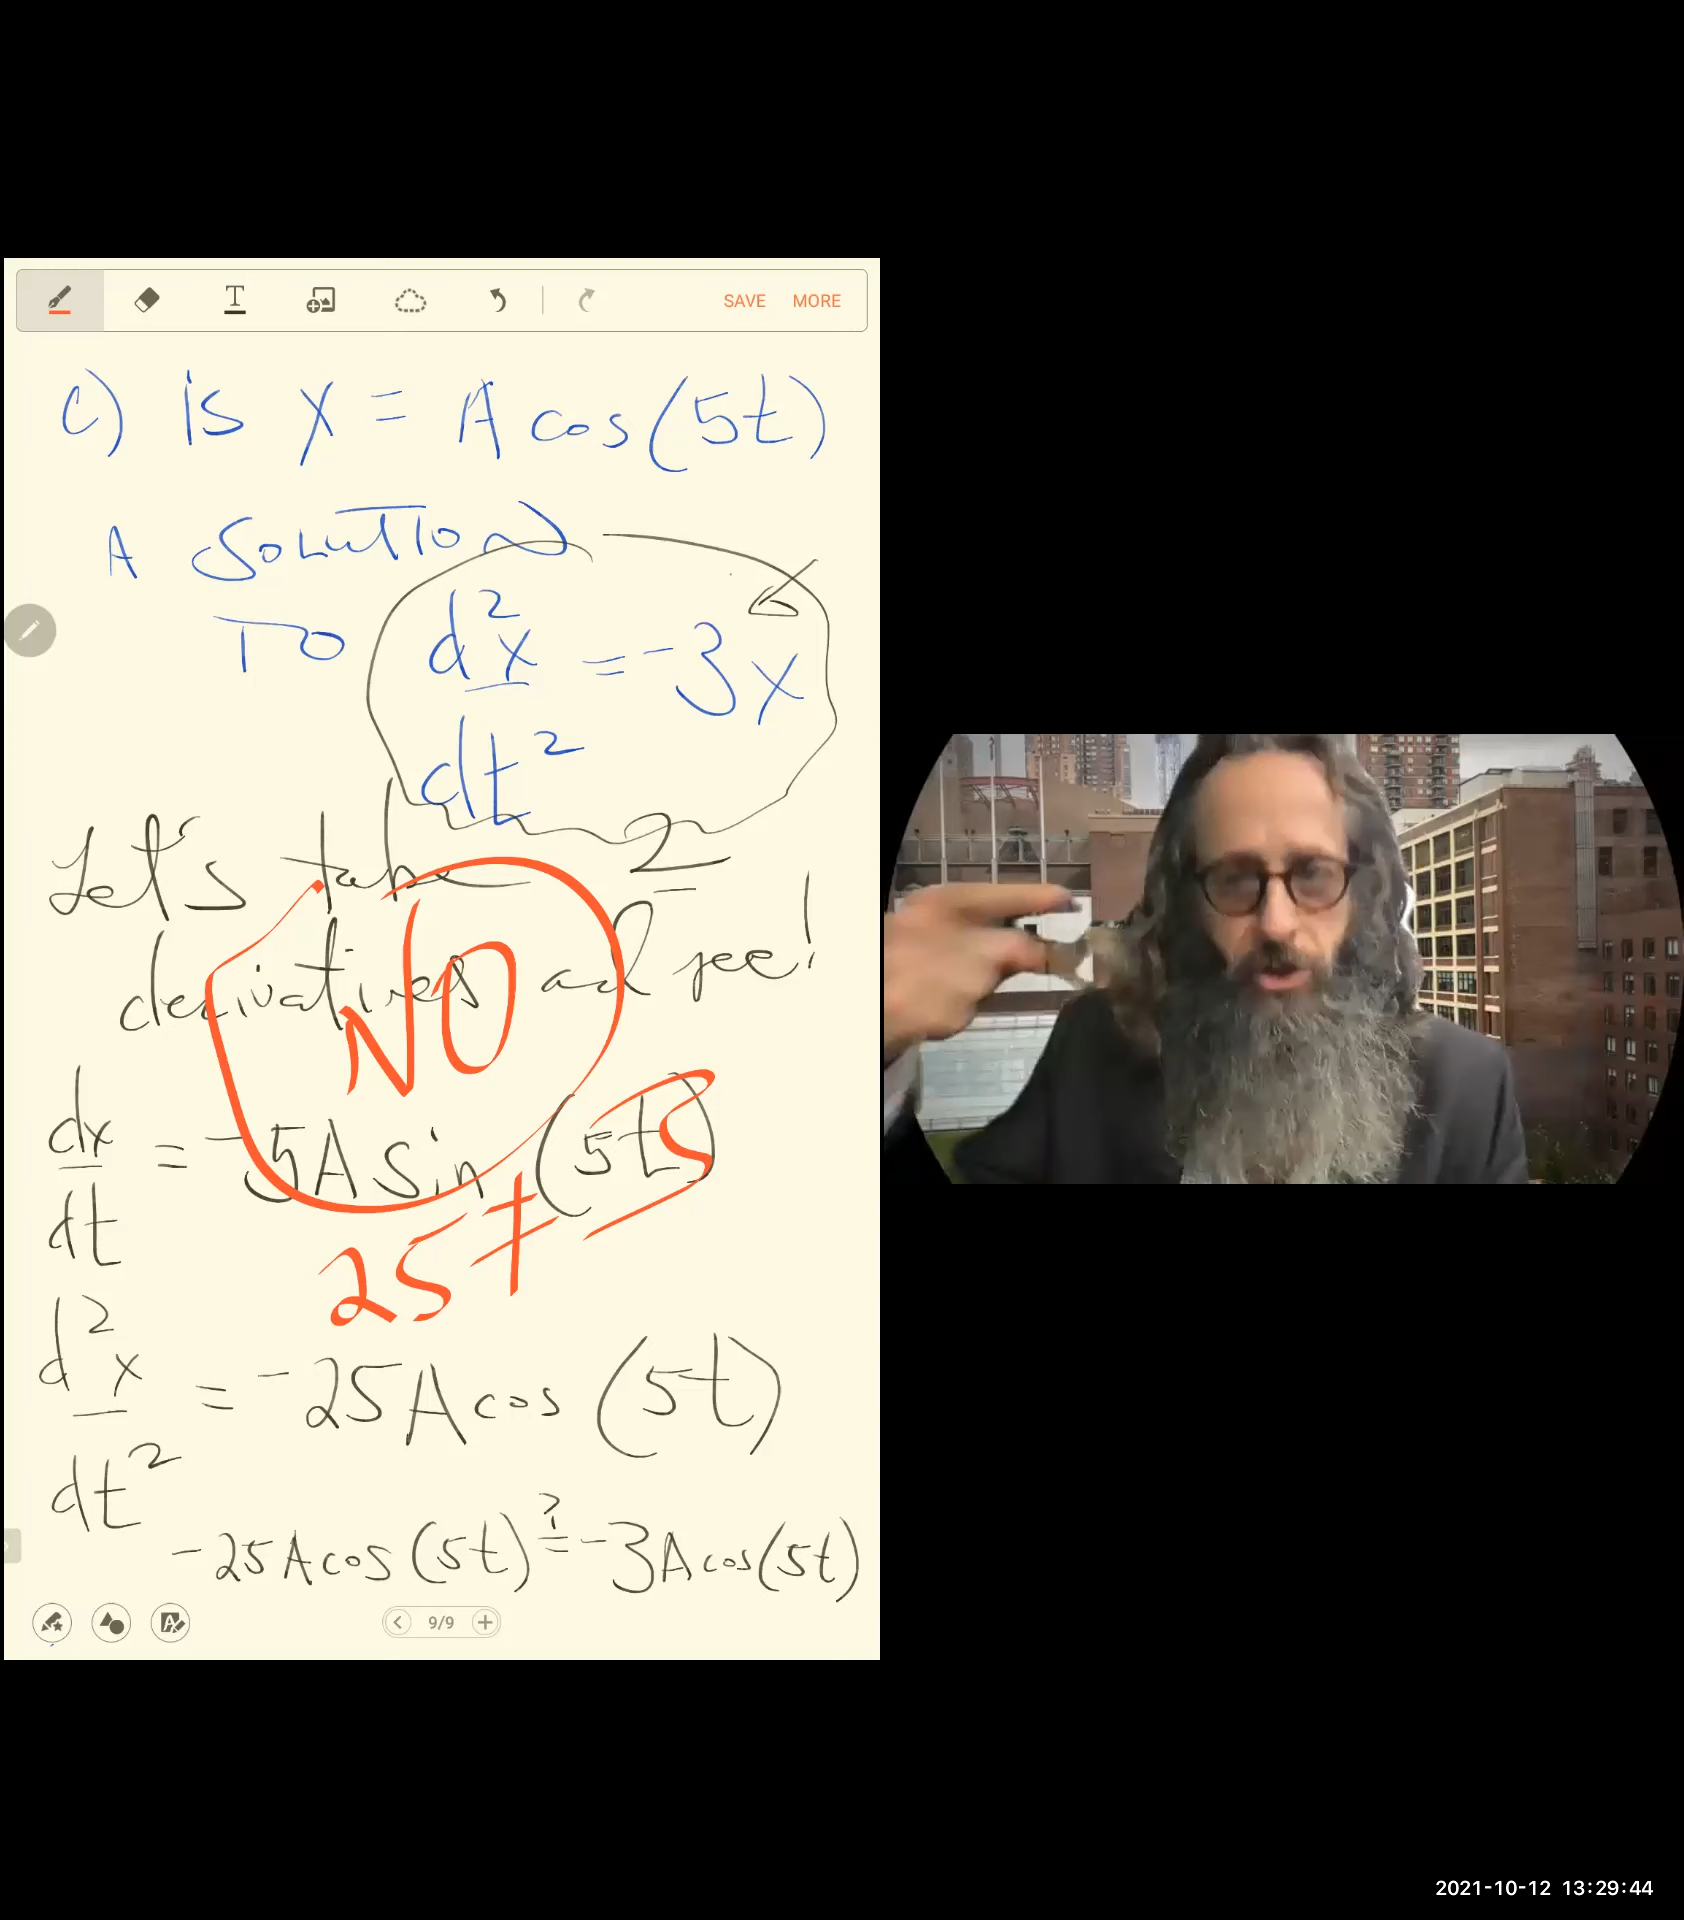 T
SAVE MORE
c) is x = A cos(5t)
A SOLUTION
TO d²x/dt² = -3x
Let's take 2
derivatives and see!
NO
dx/dt = -5A sin (5t)
25 ≠ 3
d²x/dt² = -25A cos (5t)
-25A cos (5t) ≟ -3A cos(5t)
9/9
2021-10-12 13:29:44